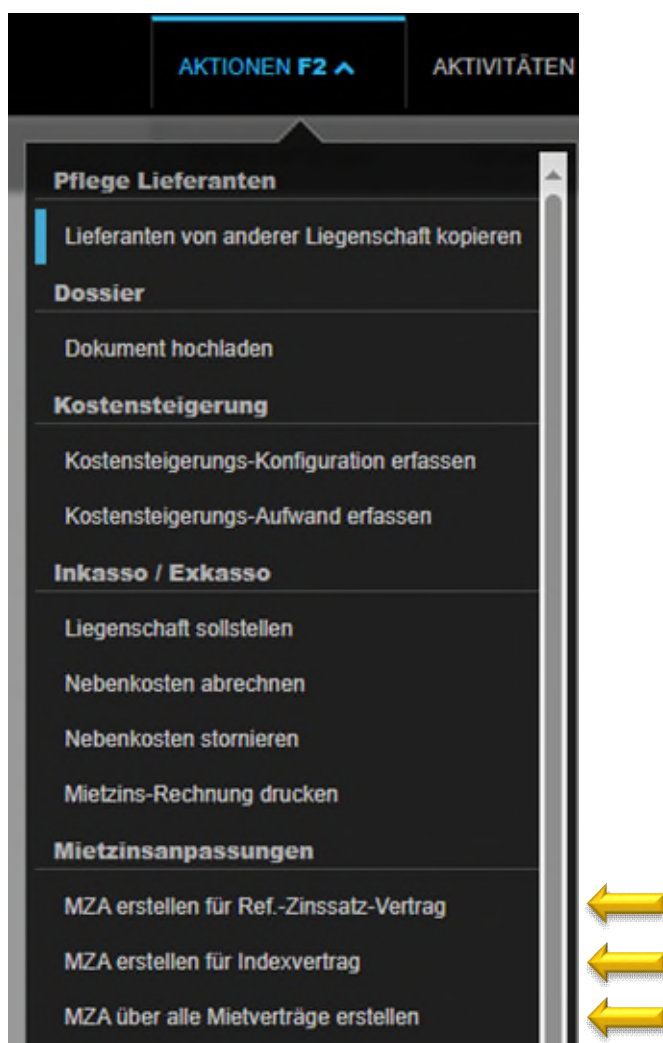 AKTIONEN F2 AKTIVITÄTEN
Pflege Lieferanten
Lieferanten von anderer Liegenschaft kopieren
Dossier
Dokument hochladen
Kostensteigerung
Kostensteigerungs-Konfiguration erfassen
Kostensteigerungs-Aufwand erfassen
Inkasso / Exkasso
Liegenschaft sollstellen
Nebenkosten abrechnen
Nebenkosten stornieren
Mietzins-Rechnung drucken
Mietzinsanpassungen
MZA erstellen für Ref.-Zinssatz-Vertrag
MZA erstellen für Indexvertrag
MZA über alle Mietverträge erstellen